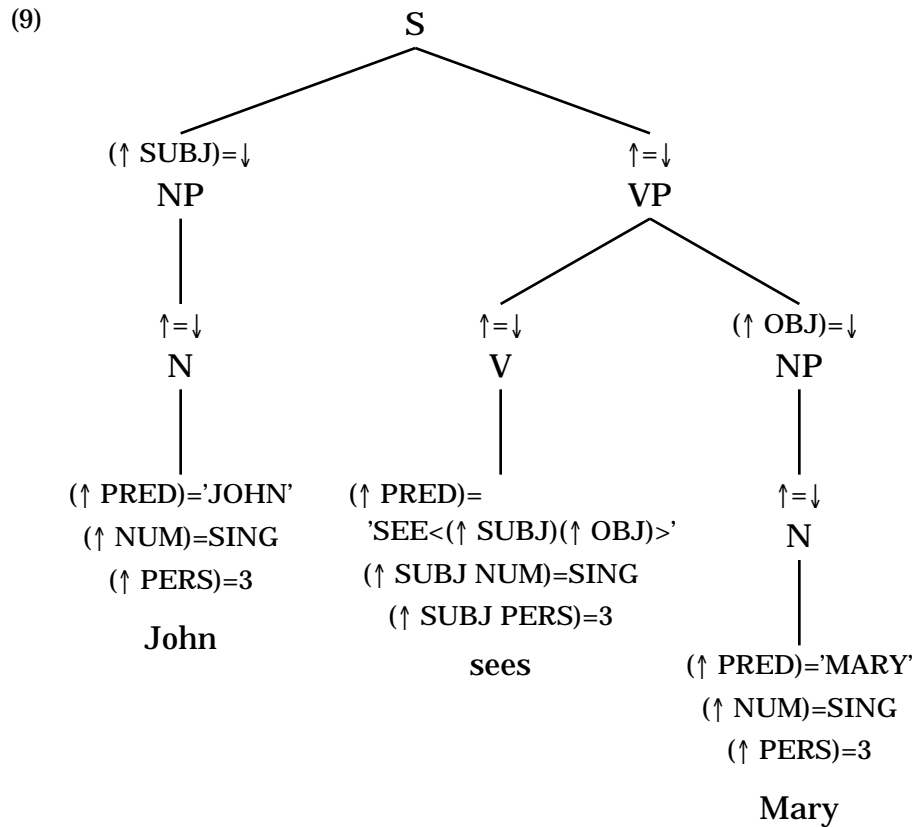 (9)
S
(↑ SUBJ)=↓ ↑=↓
NP VP
↑=↓ ↑=↓ (↑ OBJ)=↓
N V NP
(↑ PRED)='JOHN' (↑ PRED)= ↑=↓
(↑ NUM)=SING 'SEE<(↑ SUBJ)(↑ OBJ)>' N
(↑ PERS)=3 (↑ SUBJ NUM)=SING
John (↑ SUBJ PERS)=3
sees (↑ PRED)='MARY'
(↑ NUM)=SING
(↑ PERS)=3
Mary